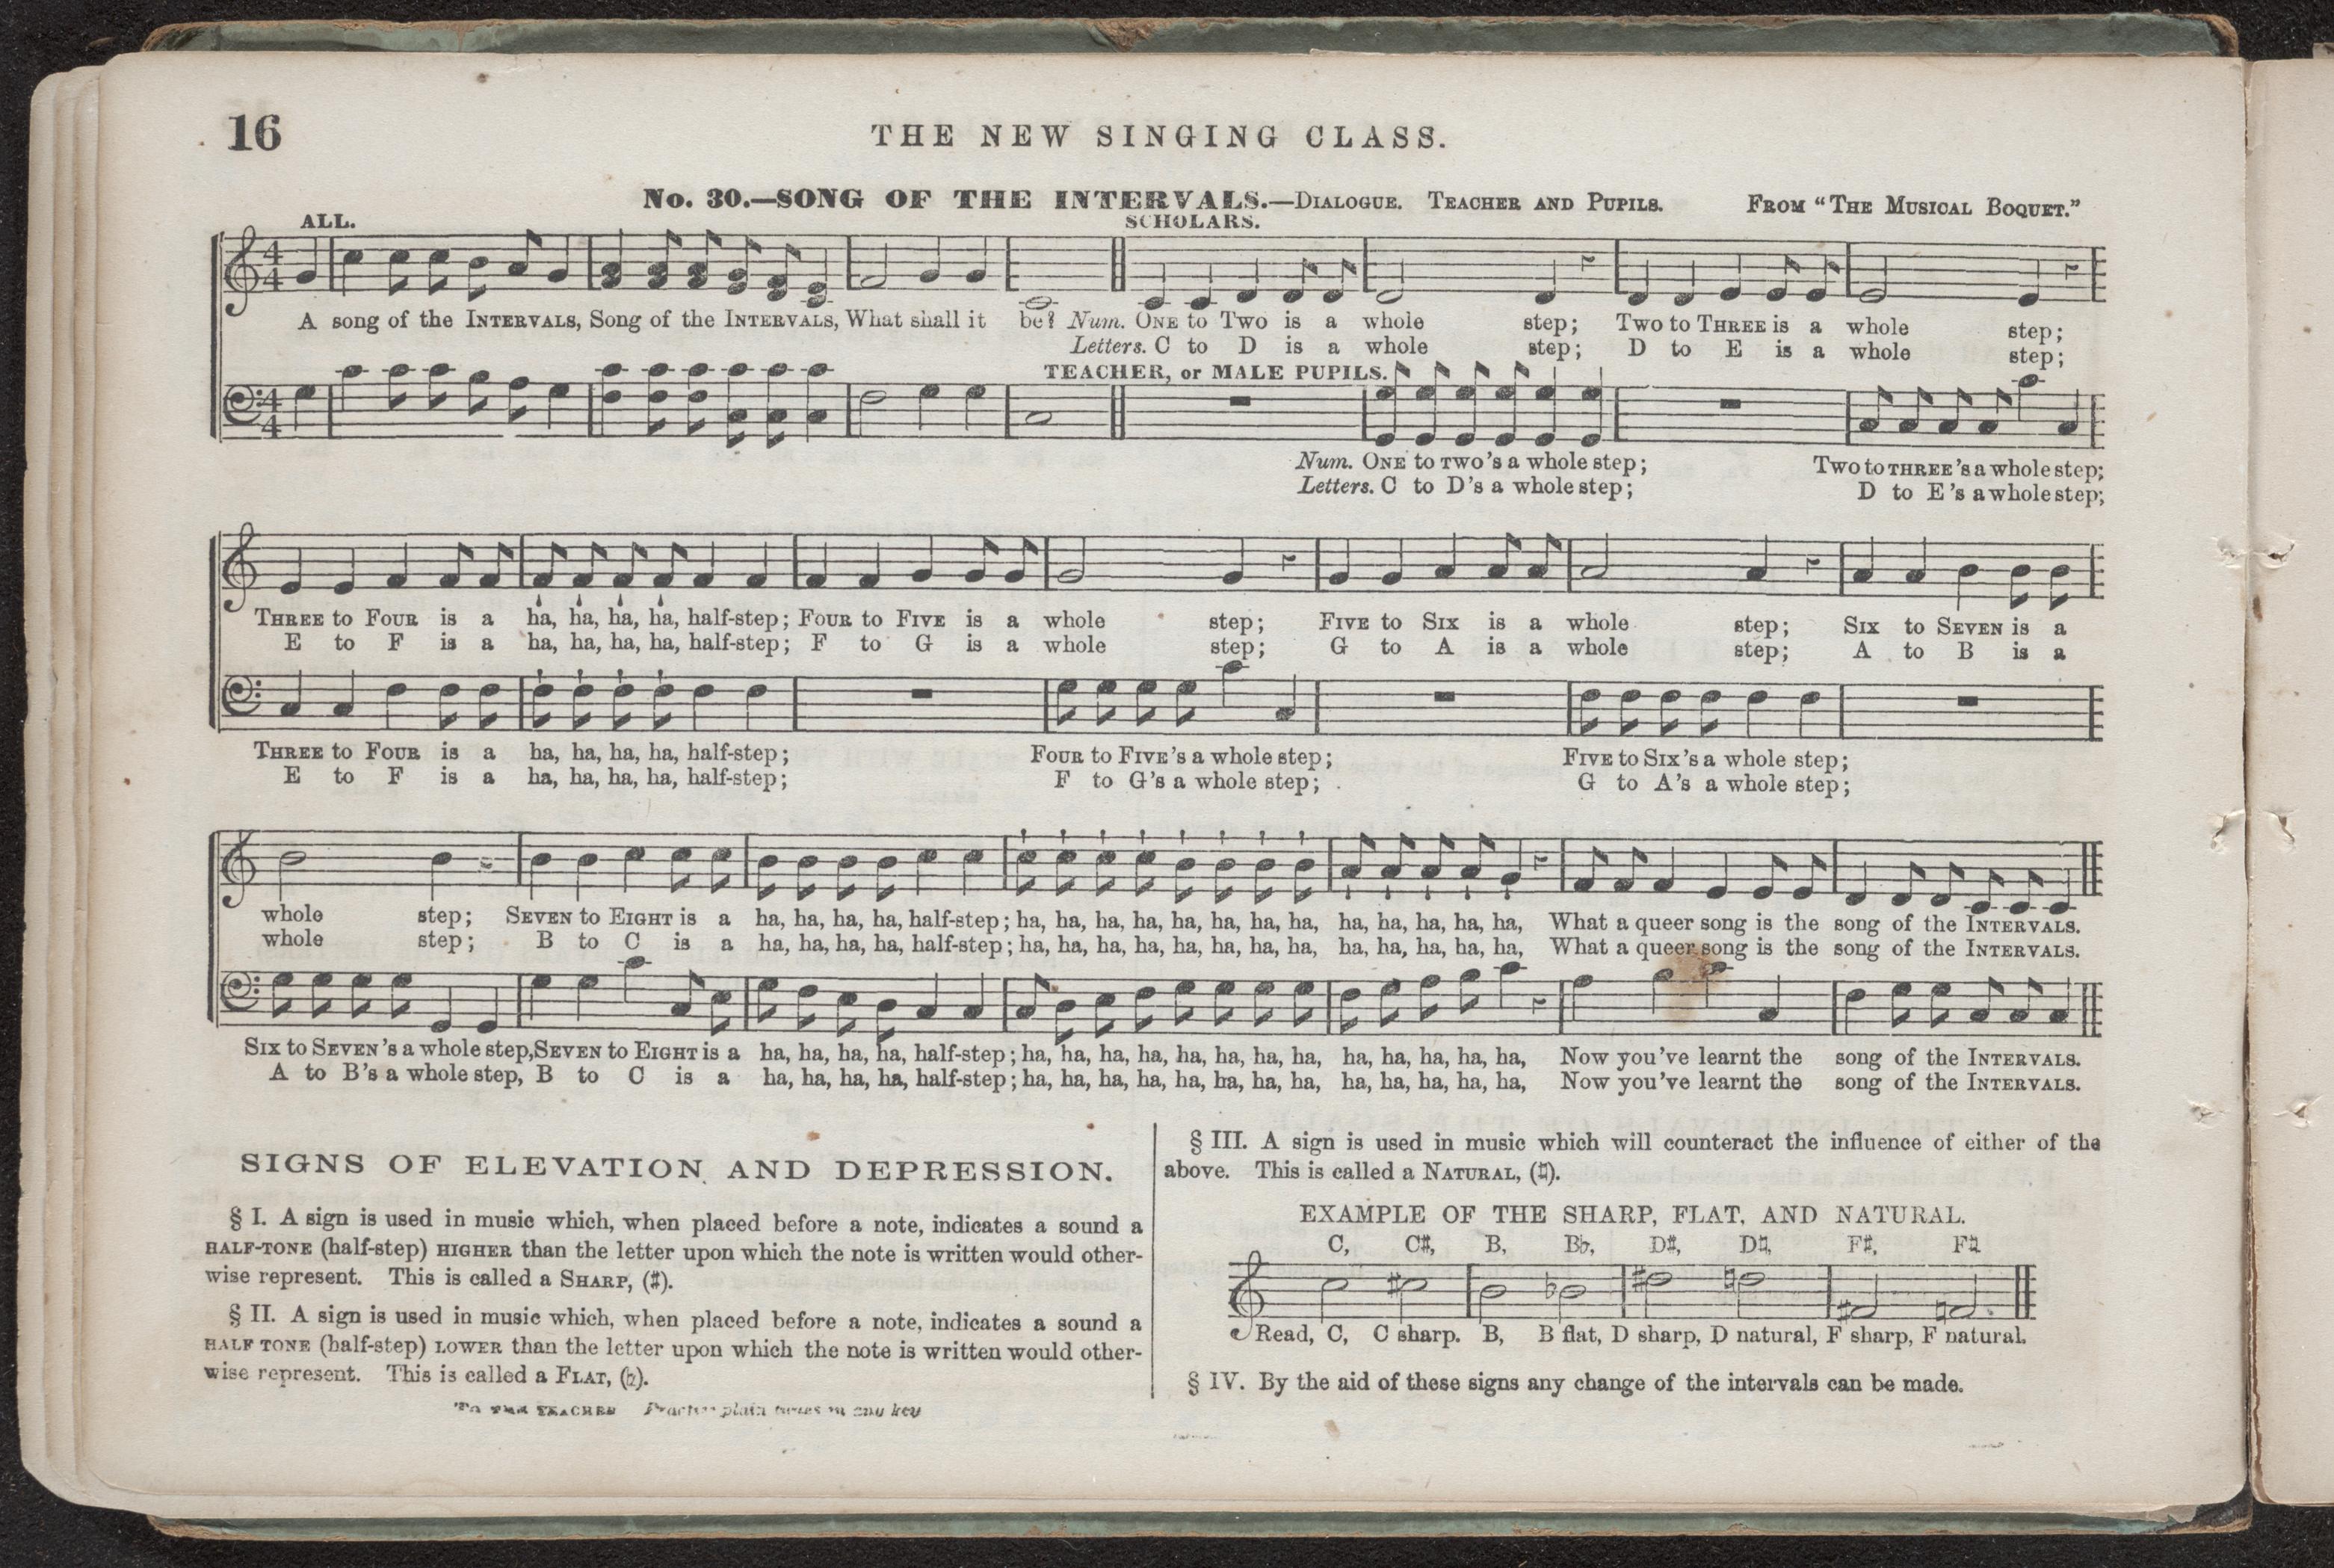 16
THE NEW SINGING CLASS.
No. 30.—SONG OF THE INTERVALS.—DIALOGUE. TEACHER AND PUPILS. FROM "THE MUSICAL BOQUET."
ALL. SCHOLARS.
4
4
A song of the INTERVALS, Song of the INTERVALS, What shall it be? Num. ONE to Two is a whole step; Two to THREE is a whole step;
Letters. C to D is a whole step; D to E is a whole step;
TEACHER, or MALE PUPILS.
4
4
Num. ONE to TWO's a whole step; Two to THREE's a whole step;
Letters. C to D's a whole step; D to E's a whole step;
THREE to FOUR is a ha, ha, ha, ha, half-step; FOUR to FIVE is a whole step; FIVE to SIX is a whole step; SIX to SEVEN is a
E to F is a ha, ha, ha, ha, half-step; F to G is a whole step; G to A is a whole step; A to B is a
THREE to FOUR is a ha, ha, ha, ha, half-step; FOUR to FIVE's a whole step; FIVE to SIX's a whole step;
E to F is a ha, ha, ha, ha, half-step; F to G's a whole step; G to A's a whole step;
whole step; SEVEN to EIGHT is a ha, ha, ha, ha, half-step; ha, ha, ha, ha, ha, ha, ha, ha, ha, ha, ha, ha, ha, What a queer song is the song of the INTERVALS.
whole step; B to C is a ha, ha, ha, ha, half-step; ha, ha, ha, ha, ha, ha, ha, ha, ha, ha, ha, ha, ha, What a queer song is the song of the INTERVALS.
SIX to SEVEN's a whole step, SEVEN to EIGHT is a ha, ha, ha, ha, half-step; ha, ha, ha, ha, ha, ha, ha, ha, ha, ha, ha, ha, ha, Now you've learnt the song of the INTERVALS.
A to B's a whole step, B to C is a ha, ha, ha, ha, half-step; ha, ha, ha, ha, ha, ha, ha, ha, ha, ha, ha, ha, ha, Now you've learnt the song of the INTERVALS.
SIGNS OF ELEVATION AND DEPRESSION.
§ I. A sign is used in music which, when placed before a note, indicates a sound a
HALF-TONE (half-step) HIGHER than the letter upon which the note is written would other-
wise represent. This is called a SHARP, (♯).
§ II. A sign is used in music which, when placed before a note, indicates a sound a
HALF TONE (half-step) LOWER than the letter upon which the note is written would other-
wise represent. This is called a FLAT, (♭).
TO THE TEACHER Practice plain tunes in any key
§ III. A sign is used in music which will counteract the influence of either of the
above. This is called a NATURAL, (♮).
EXAMPLE OF THE SHARP, FLAT, AND NATURAL.
C, C♯, B, B♭, D♯, D♮, F♯, F♮
Read, C, C sharp. B, B flat, D sharp, D natural, F sharp, F natural.
§ IV. By the aid of these signs any change of the intervals can be made.